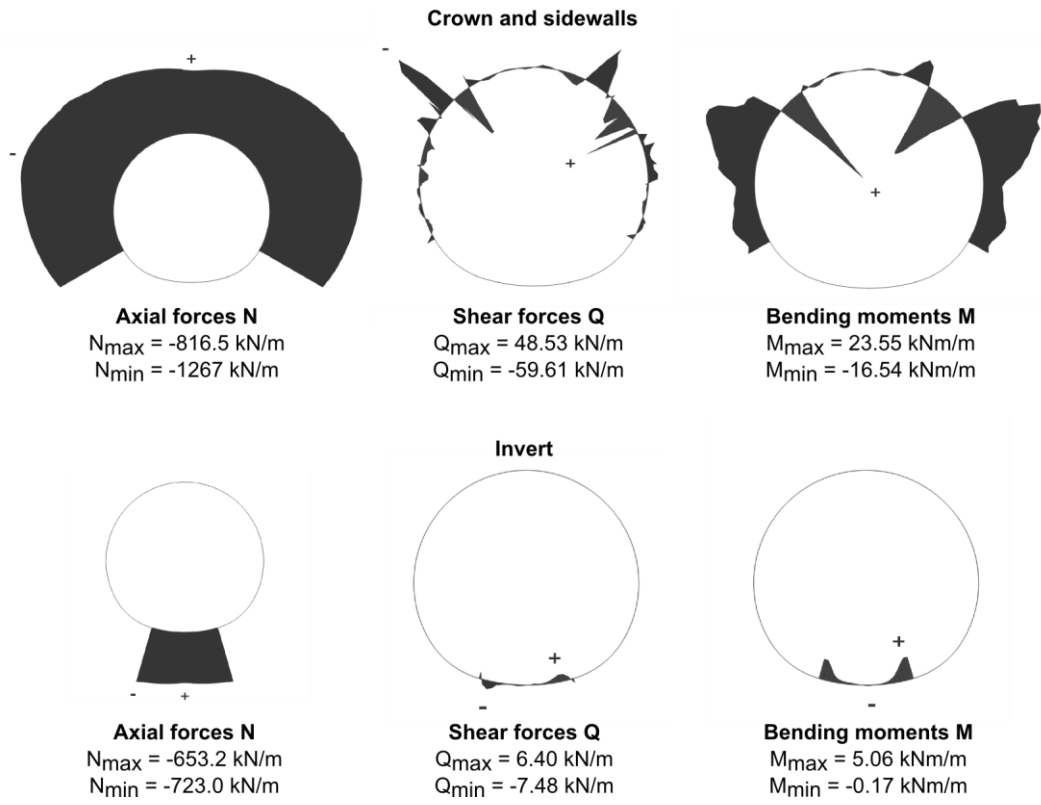 Crown and sidewalls
-
+
-
+
+
Axial forces N
Nmax = -816.5 kN/m
Nmin = -1267 kN/m
Shear forces Q
Qmax = 48.53 kN/m
Qmin = -59.61 kN/m
Bending moments M
Mmax = 23.55 kNm/m
Mmin = -16.54 kNm/m
Invert
-
+
+
-
+
-
Axial forces N
Nmax = -653.2 kN/m
Nmin = -723.0 kN/m
Shear forces Q
Qmax = 6.40 kN/m
Qmin = -7.48 kN/m
Bending moments M
Mmax = 5.06 kNm/m
Mmin = -0.17 kNm/m